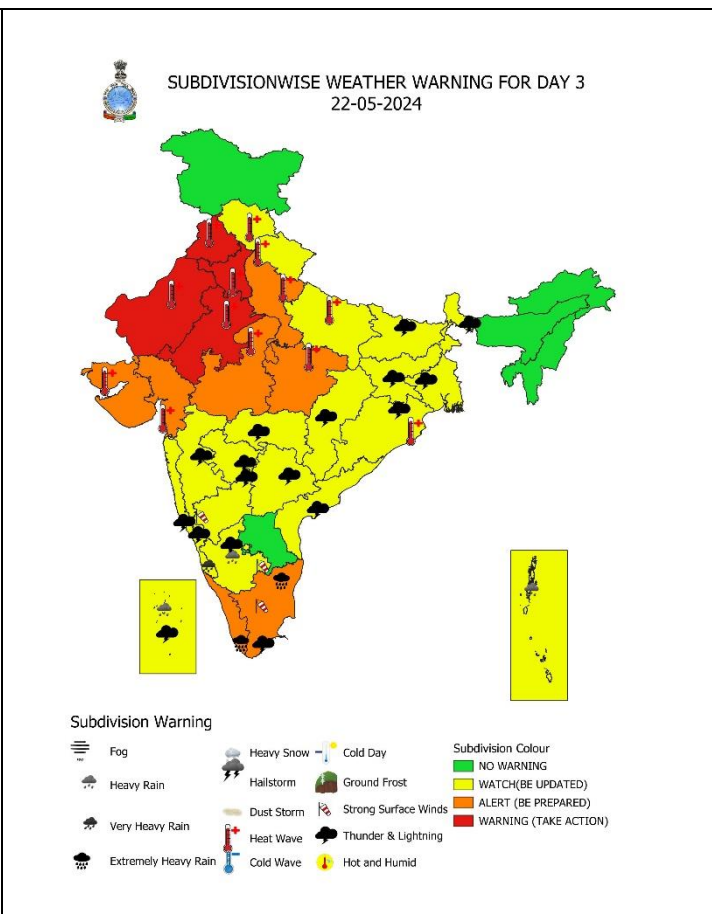 SUBDIVISIONWISE WEATHER WARNING FOR DAY 3
22-05-2024
Subdivision Warning
Fog
Heavy Rain
Very Heavy Rain
Extremely Heavy Rain
Heavy Snow
Hailstorm
Dust Storm
Heat Wave
Cold Wave
Cold Day
Ground Frost
Strong Surface Winds
Thunder & Lightning
Hot and Humid
Subdivision Colour
NO WARNING
WATCH(BE UPDATED)
ALERT (BE PREPARED)
WARNING (TAKE ACTION)